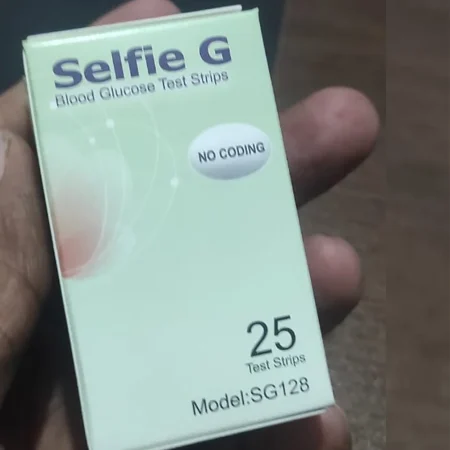 Selfie G
Blood Glucose Test Strips
NO CODING
25
Test Strips
Model:SG128